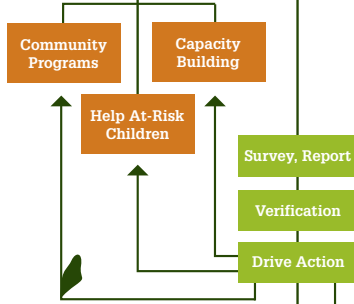 Community
Programs
Capacity
Building
Help At-Risk
Children
Survey, Report
Verification
Drive Action